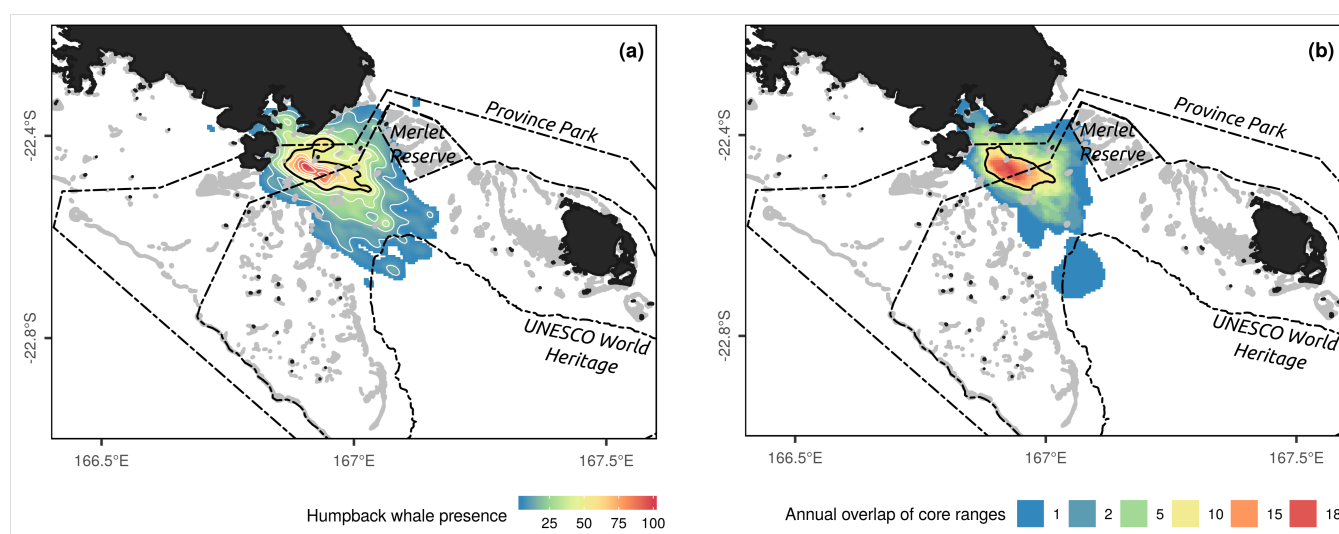 (a)
Province Park
Merlet
Reserve
UNESCO World
Heritage
-22.4°S
-22.8°S
166.5°E
167°E
167.5°E
Humpback whale presence
25
50
75
100
(b)
Province Park
Merlet
Reserve
UNESCO World
Heritage
-22.4°S
-22.8°S
166.5°E
167°E
167.5°E
Annual overlap of core ranges
1
2
5
10
15
18